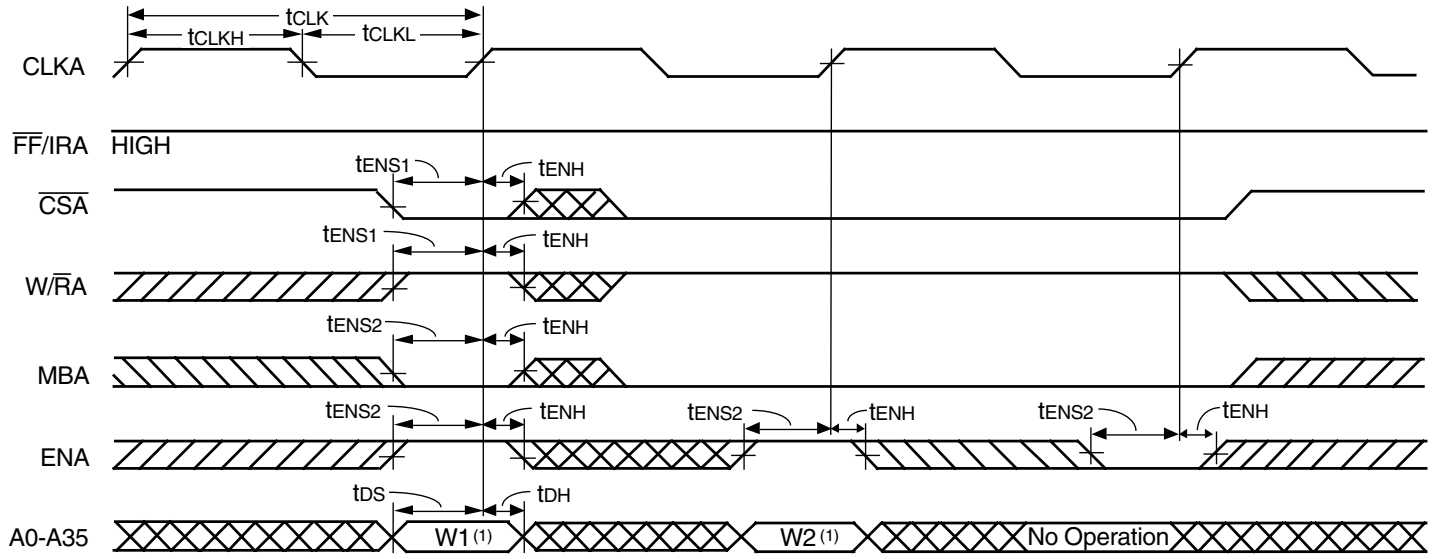 tCLK
tCLKH tCLKL
CLKA
FF/IRA HIGH
tENS1 tENH
CSA
tENS1 tENH
W/RA
tENS2 tENH
MBA
tENS2 tENH tENS2 tENH tENS2 tENH
ENA
tDS tDH
A0-A35 W1(1) W2(1) No Operation